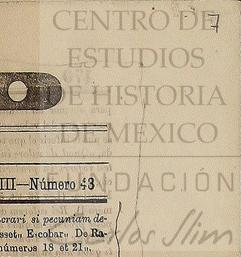 7
CENTRO DE
ESTUDIOS
DE HISTORIA
DE MÉXICO
III—Número 43
FUNDACIÓN
crari si pecuniam de-
Carlos Slim
sset» Escobar» De Ra-
números 18 et 21».